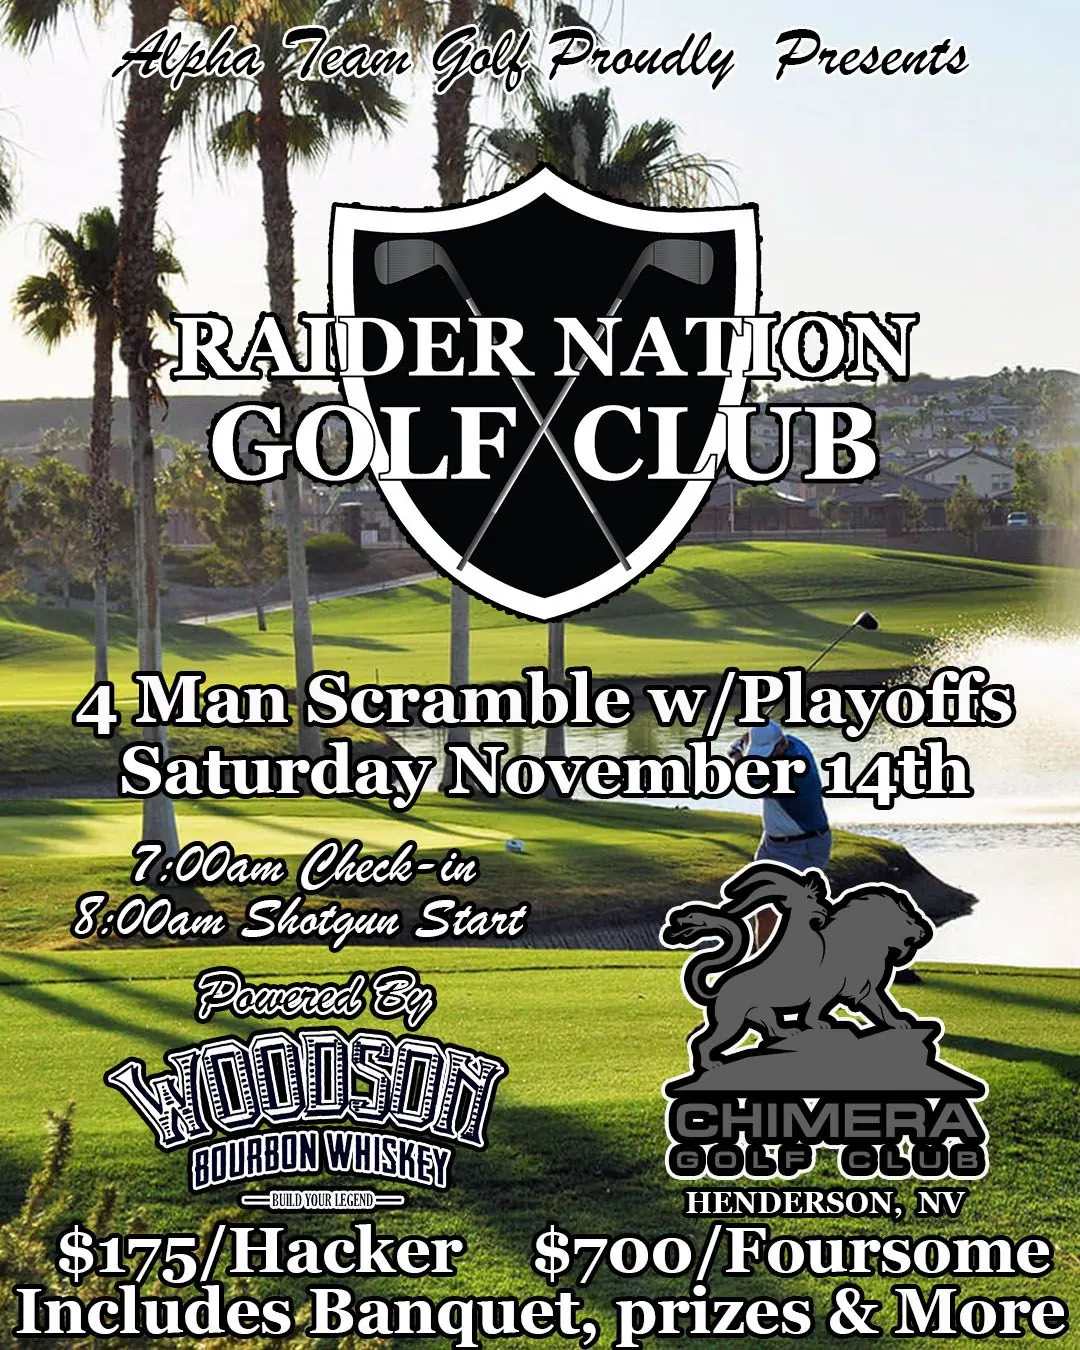 Alpha Team Golf Proudly Presents
RAIDER NATION
GOLF CLUB
4 Man Scramble w/Playoffs
Saturday November 14th
7:00am Check-in
8:00am Shotgun Start
Powered By
WOODSON
BOURBON WHISKEY
BUILD YOUR LEGEND
CHIMERA
GOLF CLUB
HENDERSON, NV
$175/Hacker $700/Foursome
Includes Banquet, prizes & More